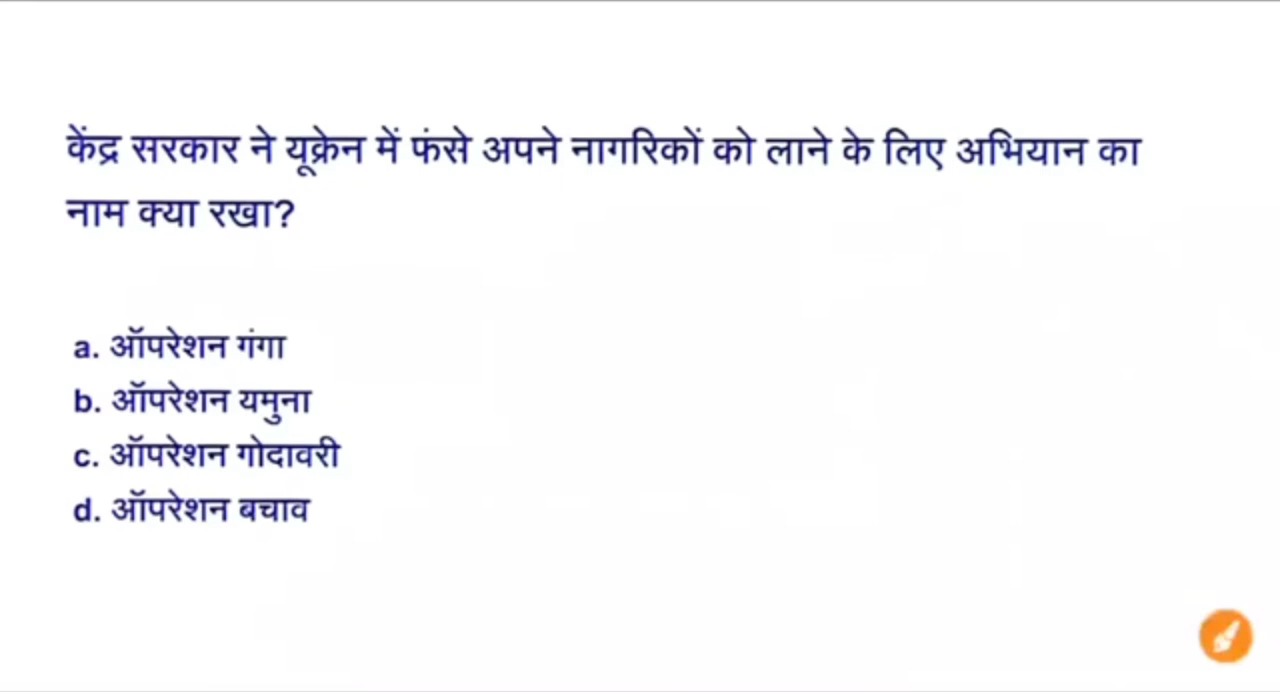 केंद्र सरकार ने यूक्रेन में फंसे अपने नागरिकों को लाने के लिए अभियान का
नाम क्या रखा?
a. ऑपरेशन गंगा
b. ऑपरेशन यमुना
c. ऑपरेशन गोदावरी
d. ऑपरेशन बचाव